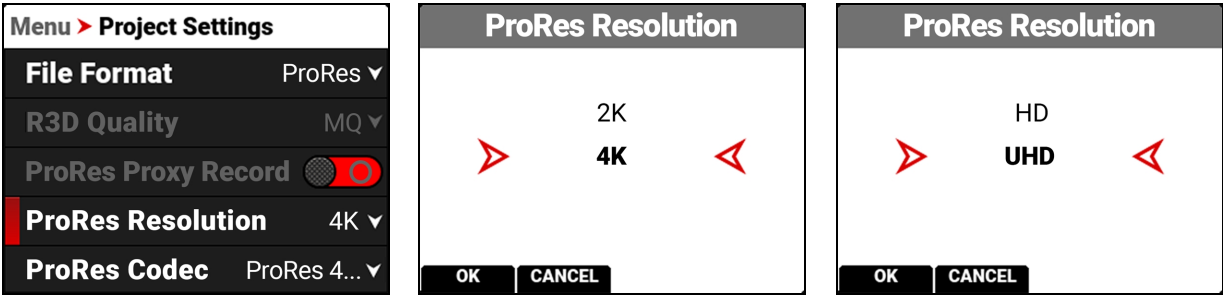 Menu > Project Settings
File Format ProRes
R3D Quality MQ
ProRes Proxy Record
ProRes Resolution 4K
ProRes Codec ProRes 4...
ProRes Resolution
2K
4K
OK CANCEL
ProRes Resolution
HD
UHD
OK CANCEL